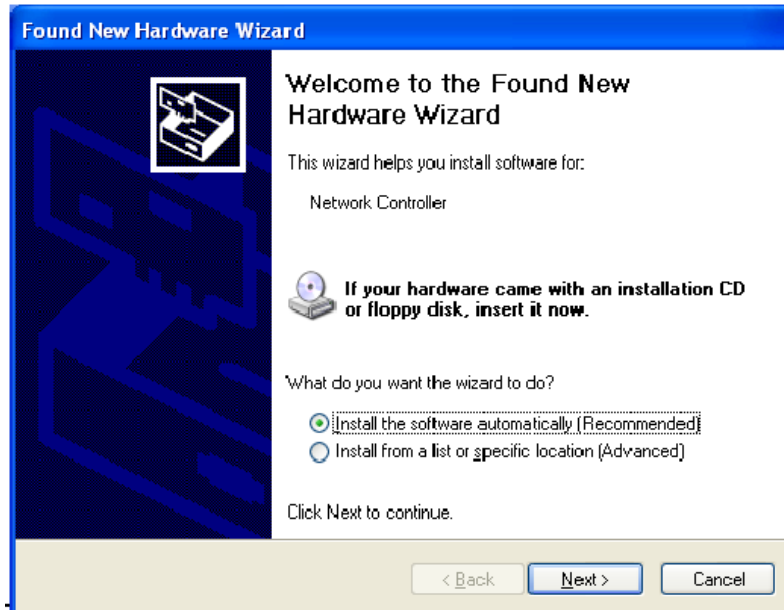 Found New Hardware Wizard
Welcome to the Found New
Hardware Wizard
This wizard helps you install software for:
Network Controller
If your hardware came with an installation CD
or floppy disk, insert it now.
What do you want the wizard to do?
Install the software automatically (Recommended)
Install from a list or specific location (Advanced)
Click Next to continue.
< Back Next > Cancel